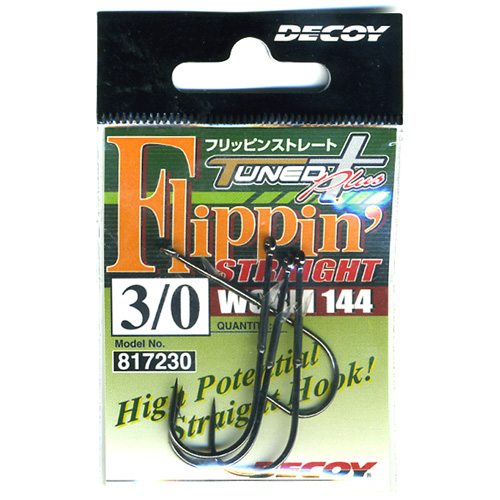 DECOY
フリッピンストレート
TUNED Plus
Flippin'
STRAIGHT
3/0
144
QUANTITY:
Model No.
817230
High Potential
Straight Hook!
DECOY